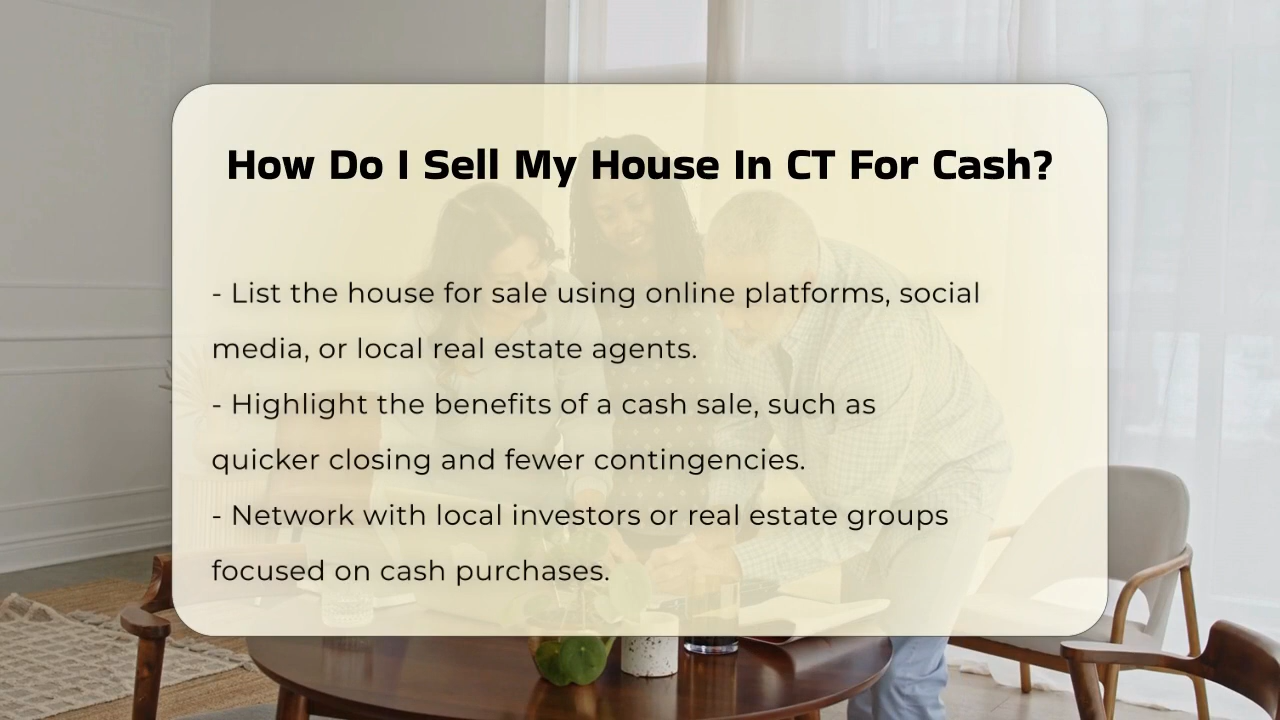 How Do I Sell My House In CT For Cash?
- List the house for sale using online platforms, social
media, or local real estate agents.
- Highlight the benefits of a cash sale, such as
quicker closing and fewer contingencies.
- Network with local investors or real estate groups
focused on cash purchases.